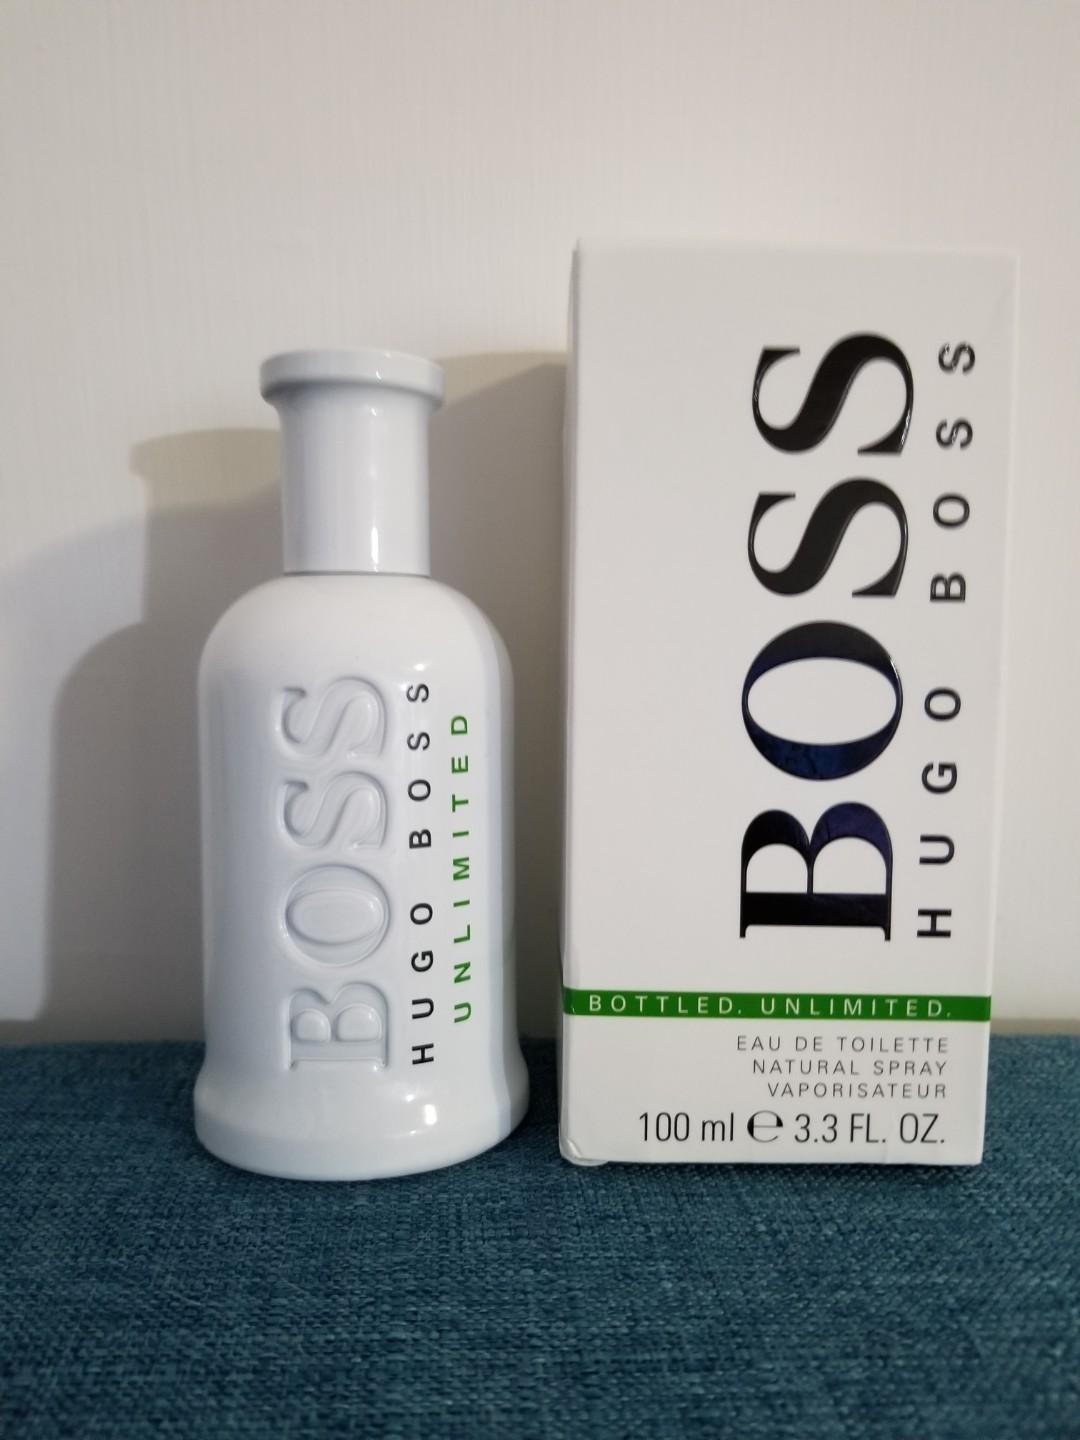 BOSS
HUGO BOSS
UNLIMITED
BOSS
HUGO BOSS
BOTTLED. UNLIMITED.
EAU DE TOILETTE
NATURAL SPRAY
VAPORISATEUR
100 ml ℮ 3.3 FL. OZ.